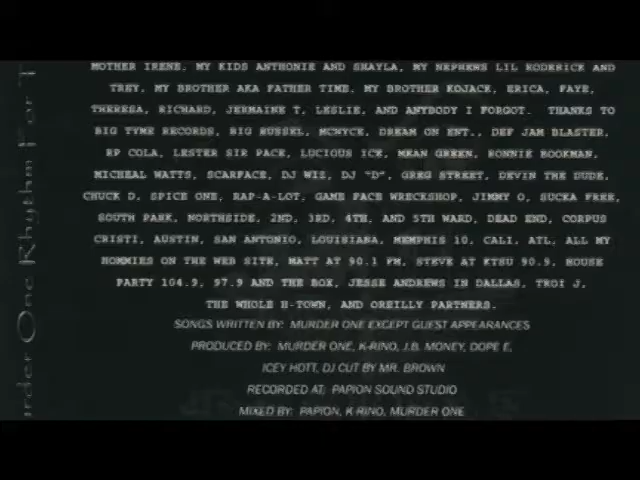 MOTHER IRENE, MY KIDS ANTHONIE AND SHAYLA, MY NEPHEWS LIL RODERICK AND
TREY, MY BROTHER AKA FATHER TIME, MY BROTHER KOJACK, ERICA, FAYE,
THERESA, RICHARD, JERMAINE T, LESLIE, AND ANYBODY I FORGOT. THANKS TO
BIG TYME RECORDS, BIG RUSSEL, MCNYCE, DREAM ON ENT., DEF JAM BLASTER,
RP COLA, LESTER SIR PACE, LUCIOUS ICE, MEAN GREEN, RONNIE BOOKMAN,
MICHEAL WATTS, SCARFACE, DJ WIZ, DJ "D", GREG STREET, DEVIN THE DUDE,
CHUCK D, SPICE ONE, RAP-A-LOT, GAME FACE WRECKSHOP, JIMMY O, SUCKA FREE,
SOUTH PARK, NORTHSIDE, 2ND, 3RD, 4TH, AND 5TH WARD, DEAD END, CORPUS
CRISTI, AUSTIN, SAN ANTONIO, LOUISIANA, MEMPHIS 10, CALI, ATL, ALL MY
HOMMIES ON THE WEB SITE, MATT AT 90.1 FM, STEVE AT KTSU 90.9, HOUSE
PARTY 104.9, 97.9 AND THE BOX, JESSE ANDREWS IN DALLAS, TROI J,
THE WHOLE H-TOWN, AND OREILLY PARTNERS.
SONGS WRITTEN BY: MURDER ONE EXCEPT GUEST APPEARANCES
PRODUCED BY: MURDER ONE, K-RINO, J.B. MONEY, DOPE E,
ICEY HOTT, DJ CUT BY MR. BROWN
RECORDED AT: PAPION SOUND STUDIO
MIXED BY: PAPION, K-RINO, MURDER ONE
rder One Rhythm For T